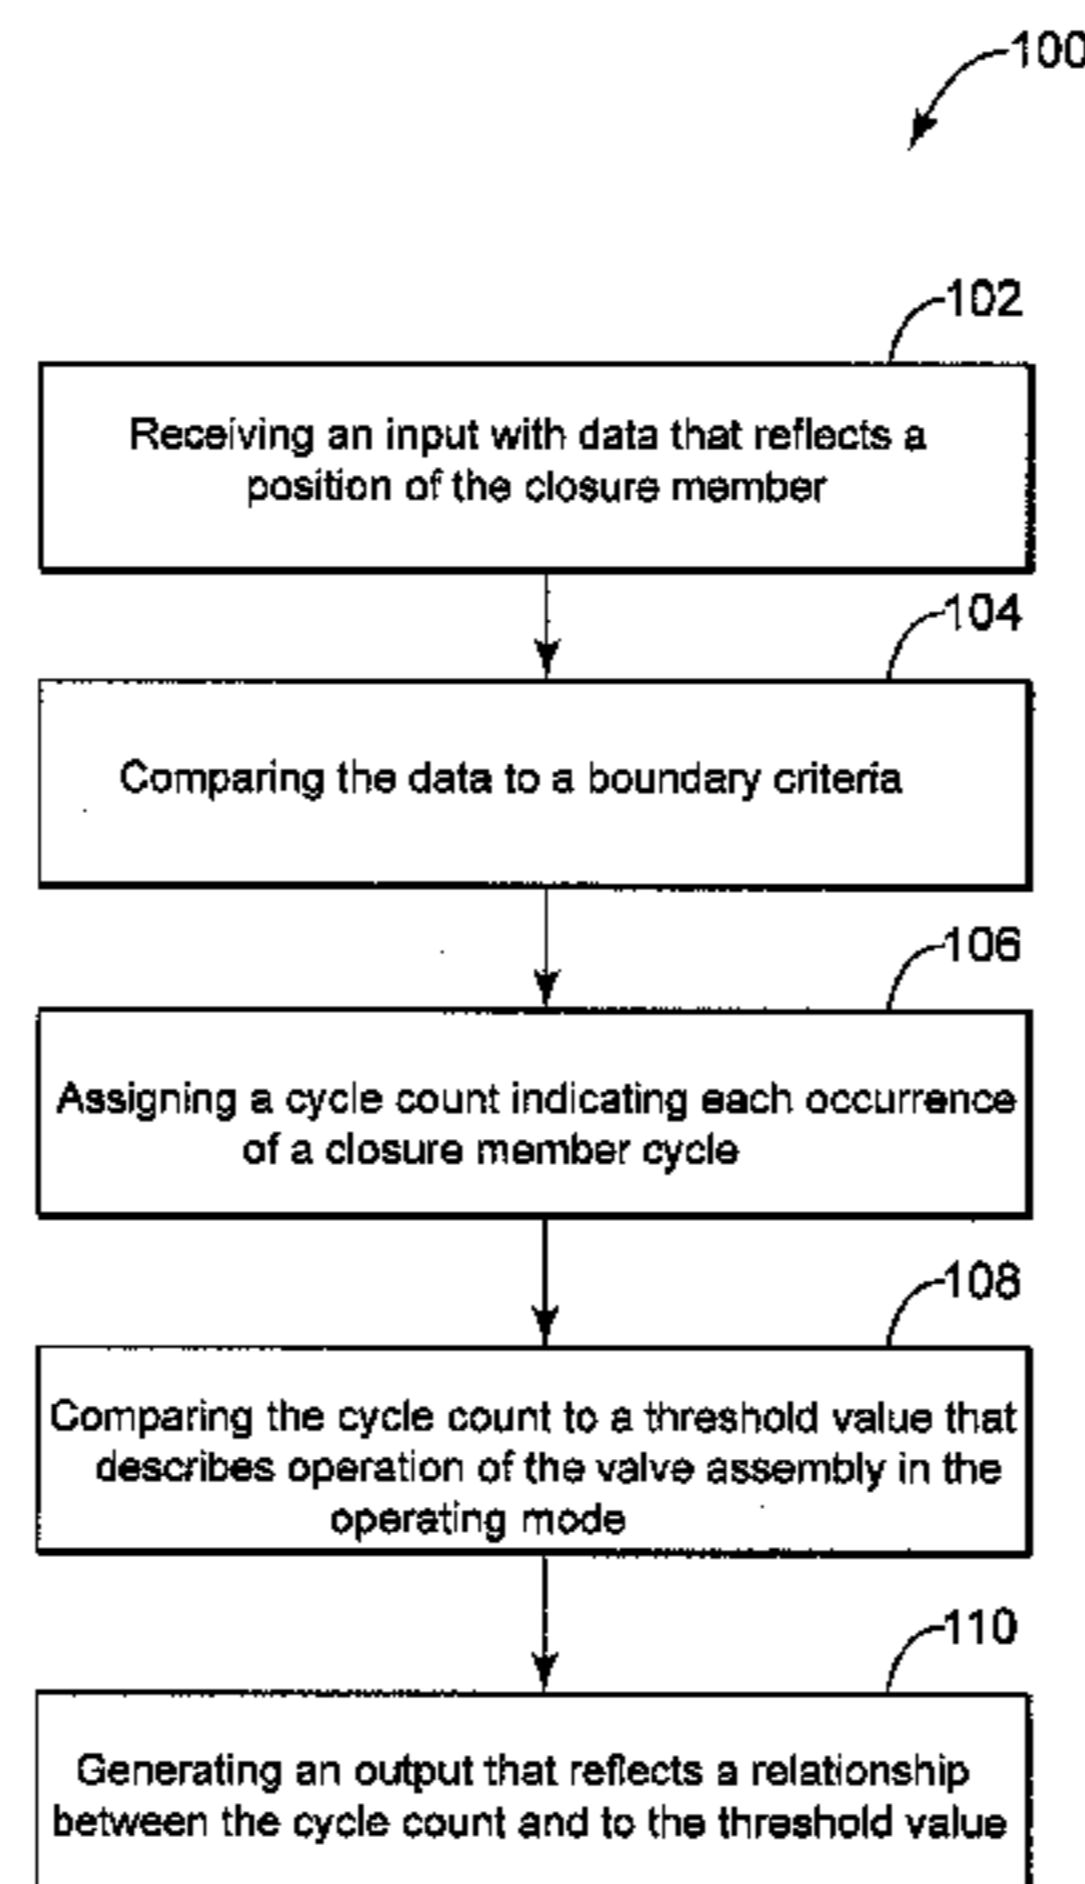 100
102
Receiving an input with data that reflects a
position of the closure member
104
Comparing the data to a boundary criteria
106
Assigning a cycle count indicating each occurrence
of a closure member cycle
108
Comparing the cycle count to a threshold value that
describes operation of the valve assembly in the
operating mode
110
Generating an output that reflects a relationship
between the cycle count and to the threshold value